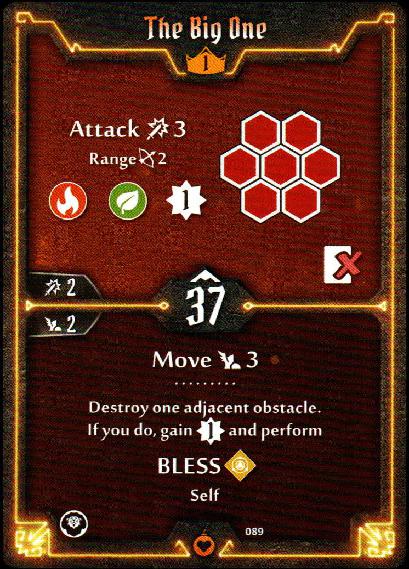 The Big One
1
Attack 3
Range 2
1
2
37
2
Move 3
Destroy one adjacent obstacle.
If you do, gain 1 and perform
BLESS
Self
089